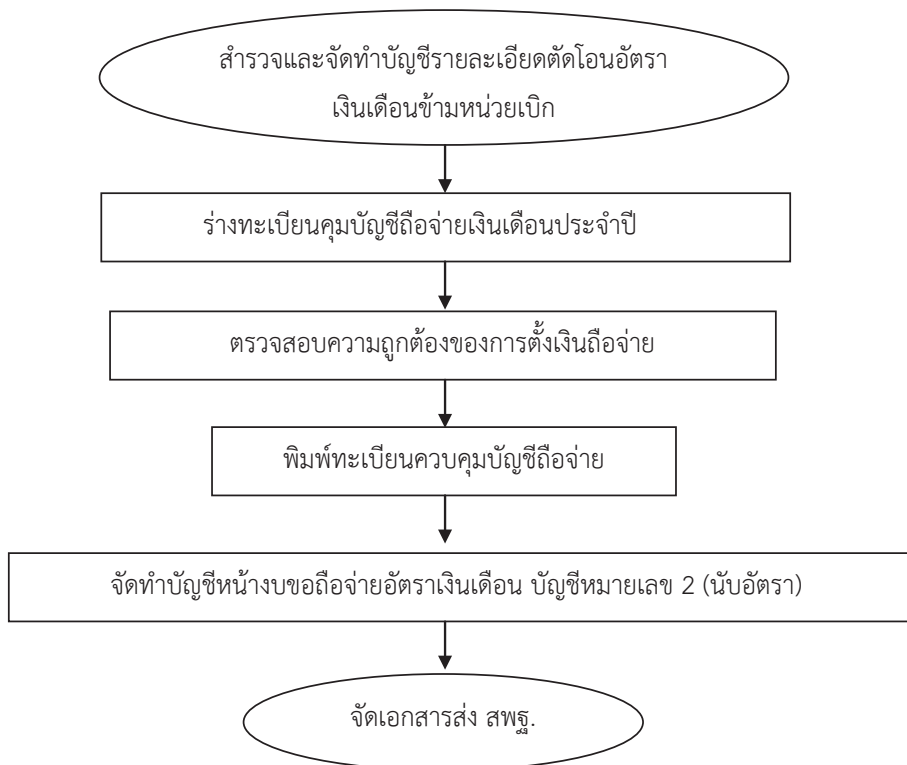 สำรวจและจัดทำบัญชีรายละเอียดตัดโอนอัตรา
เงินเดือนข้ามหน่วยเบิก
ร่างทะเบียนคุมบัญชีถือจ่ายเงินเดือนประจำปี
ตรวจสอบความถูกต้องของการตั้งเงินถือจ่าย
พิมพ์ทะเบียนควบคุมบัญชีถือจ่าย
จัดทำบัญชีหน้างบขอถือจ่ายอัตราเงินเดือน บัญชีหมายเลข 2 (นับอัตรา)
จัดเอกสารส่ง สพฐ.